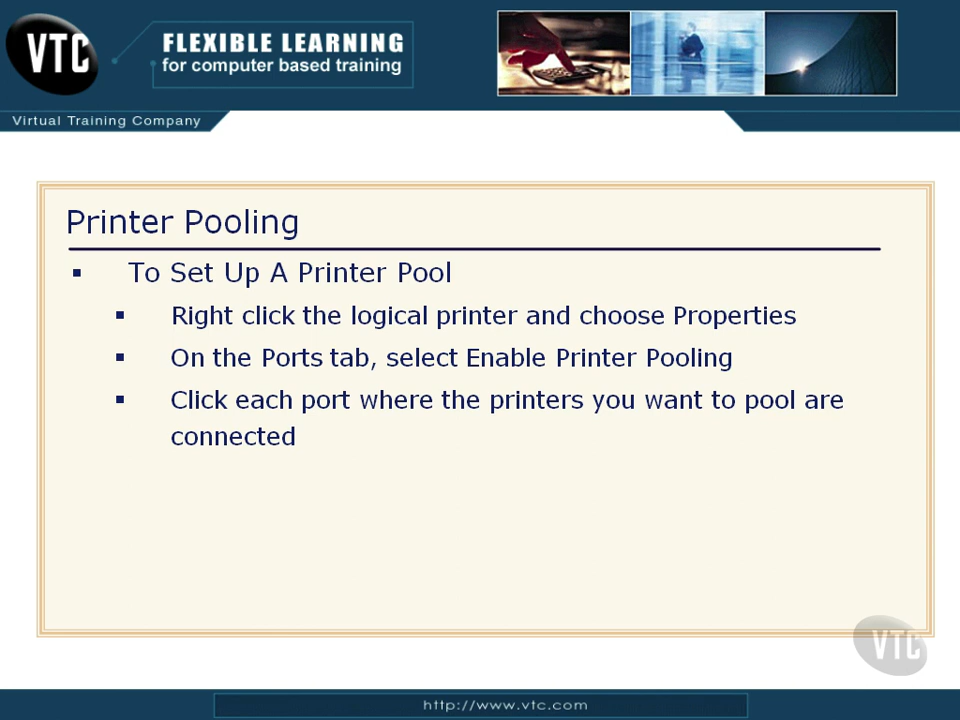 VTC
FLEXIBLE LEARNING
for computer based training
Virtual Training Company
Printer Pooling
▪ To Set Up A Printer Pool
▪ Right click the logical printer and choose Properties
▪ On the Ports tab, select Enable Printer Pooling
▪ Click each port where the printers you want to pool are
connected
VTC
http://www.vtc.com